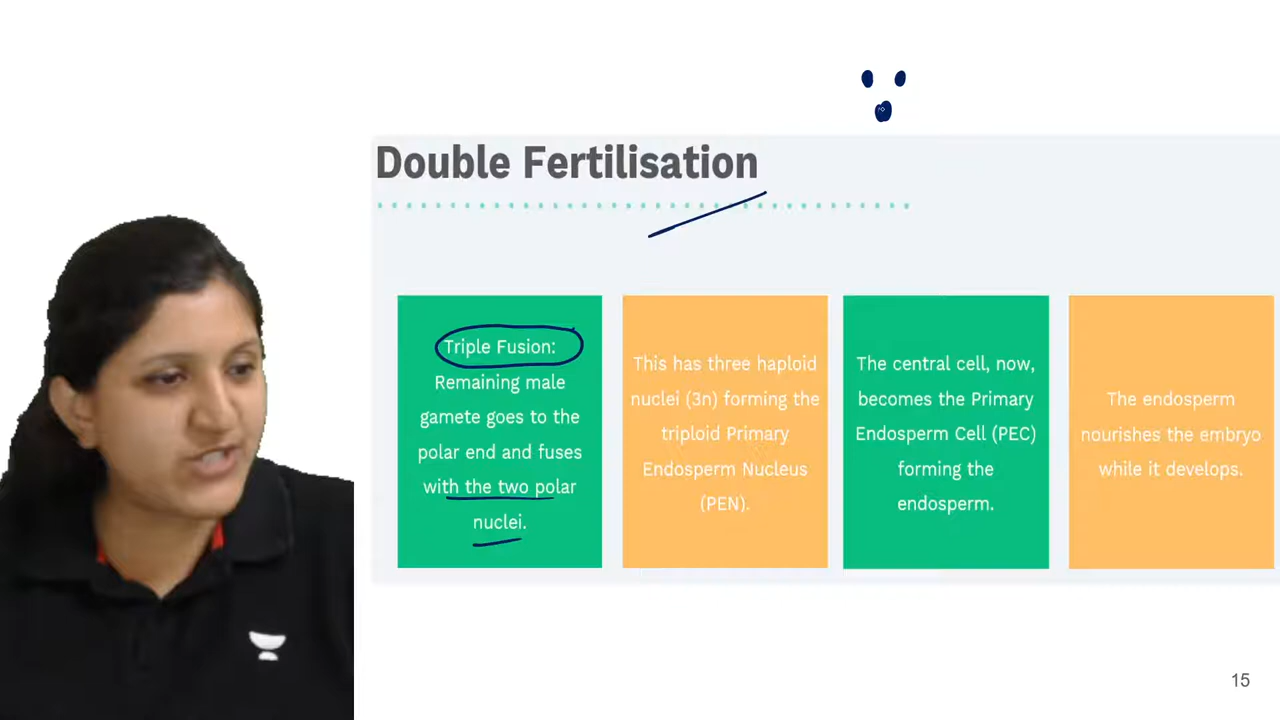 Double Fertilisation
Triple Fusion:
Remaining male
gamete goes to the
polar end and fuses
with the two polar
nuclei.
This has three haploid
nuclei (3n) forming the
triploid Primary
Endosperm Nucleus
(PEN).
The central cell, now,
becomes the Primary
Endosperm Cell (PEC)
forming the
endosperm.
The endosperm
nourishes the embryo
while it develops.
15